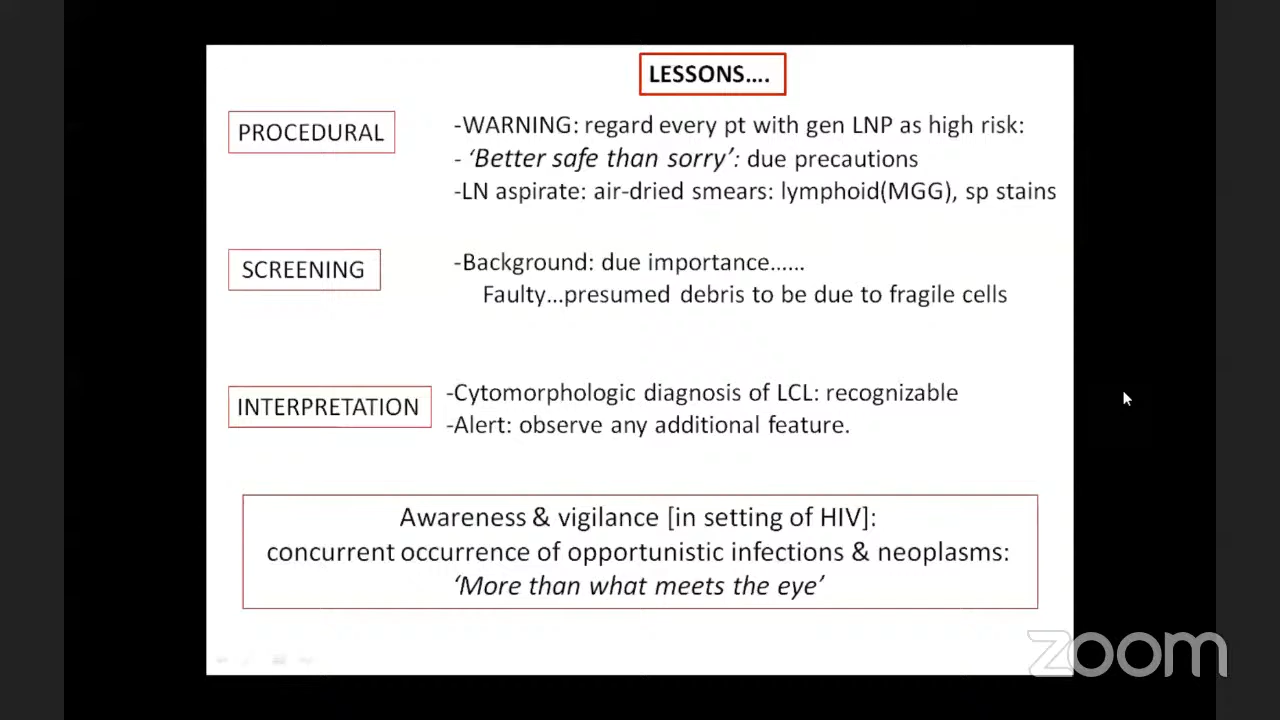 LESSONS….
PROCEDURAL
-WARNING: regard every pt with gen LNP as high risk:
- ‘Better safe than sorry’: due precautions
-LN aspirate: air-dried smears: lymphoid(MGG), sp stains
SCREENING
-Background: due importance……
Faulty…presumed debris to be due to fragile cells
INTERPRETATION
-Cytomorphologic diagnosis of LCL: recognizable
-Alert: observe any additional feature.
Awareness & vigilance [in setting of HIV]:
concurrent occurrence of opportunistic infections & neoplasms:
‘More than what meets the eye’
zoom